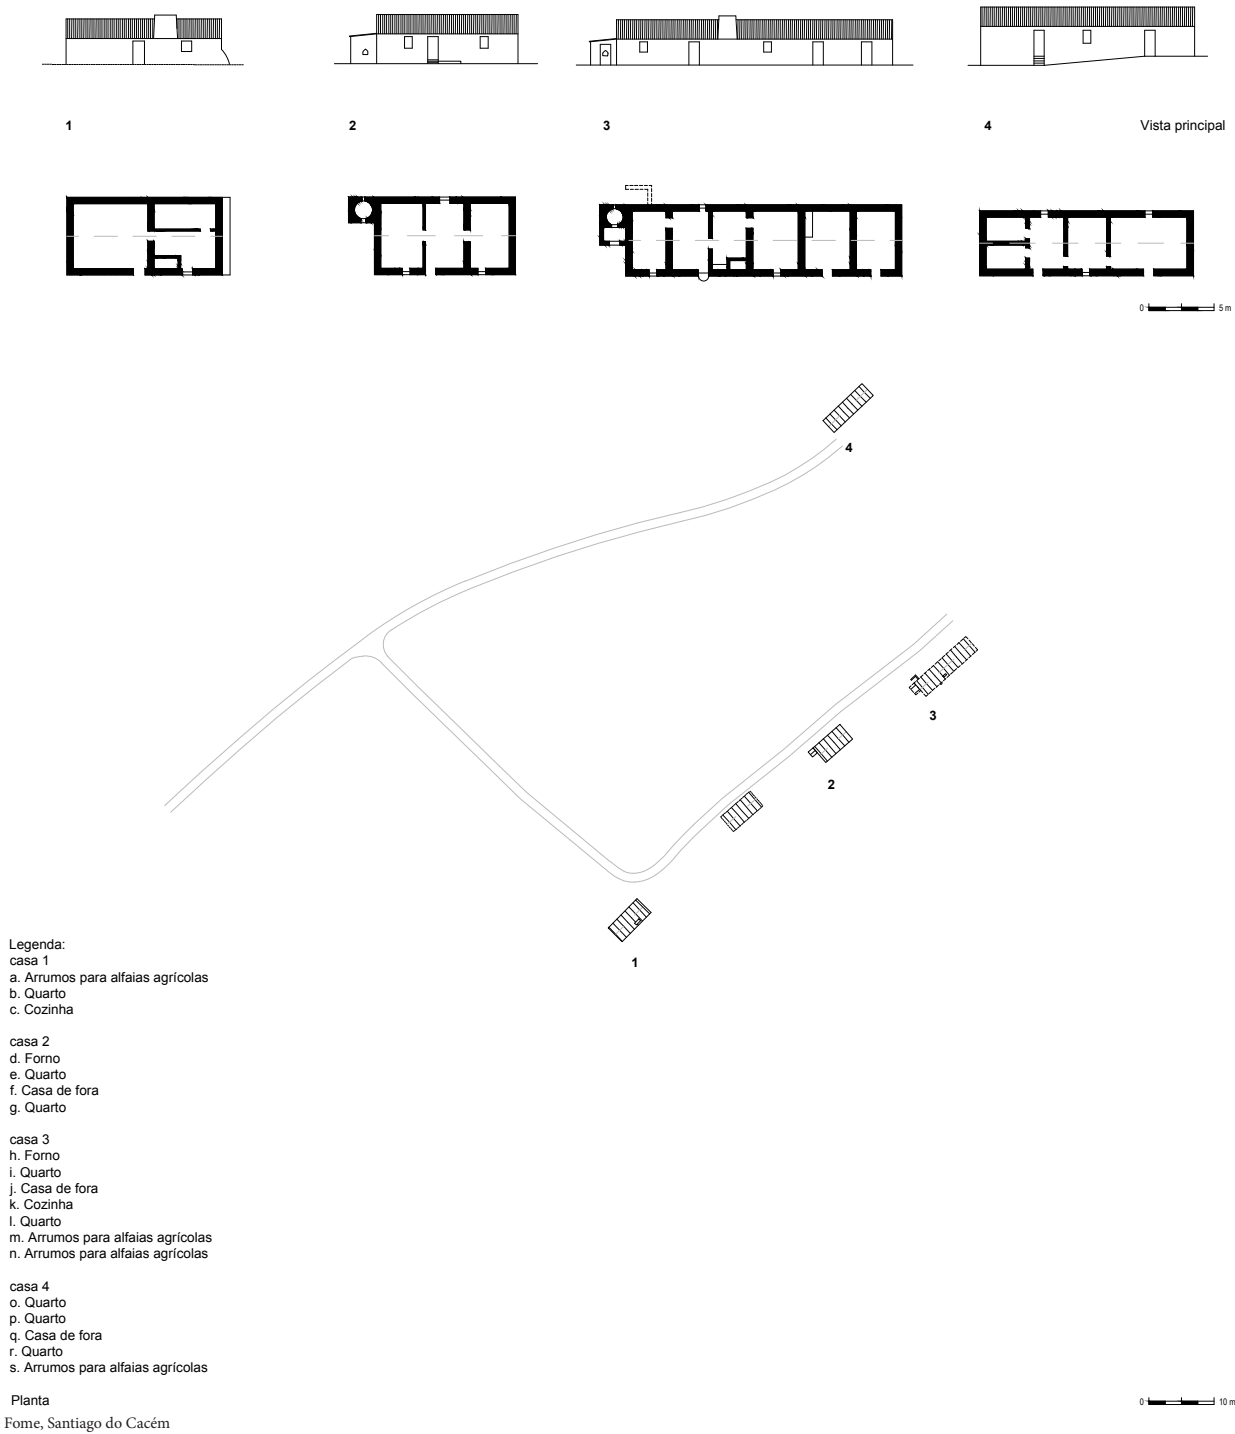 1
2
3
4
Vista principal
0 5 m
4
3
2
1
Legenda:
casa 1
a. Arrumos para alfaias agrícolas
b. Quarto
c. Cozinha
casa 2
d. Forno
e. Quarto
f. Casa de fora
g. Quarto
casa 3
h. Forno
i. Quarto
j. Casa de fora
k. Cozinha
l. Quarto
m. Arrumos para alfaias agrícolas
n. Arrumos para alfaias agrícolas
casa 4
o. Quarto
p. Quarto
q. Casa de fora
r. Quarto
s. Arrumos para alfaias agrícolas
Planta
0 10 m
Fome, Santiago do Cacém